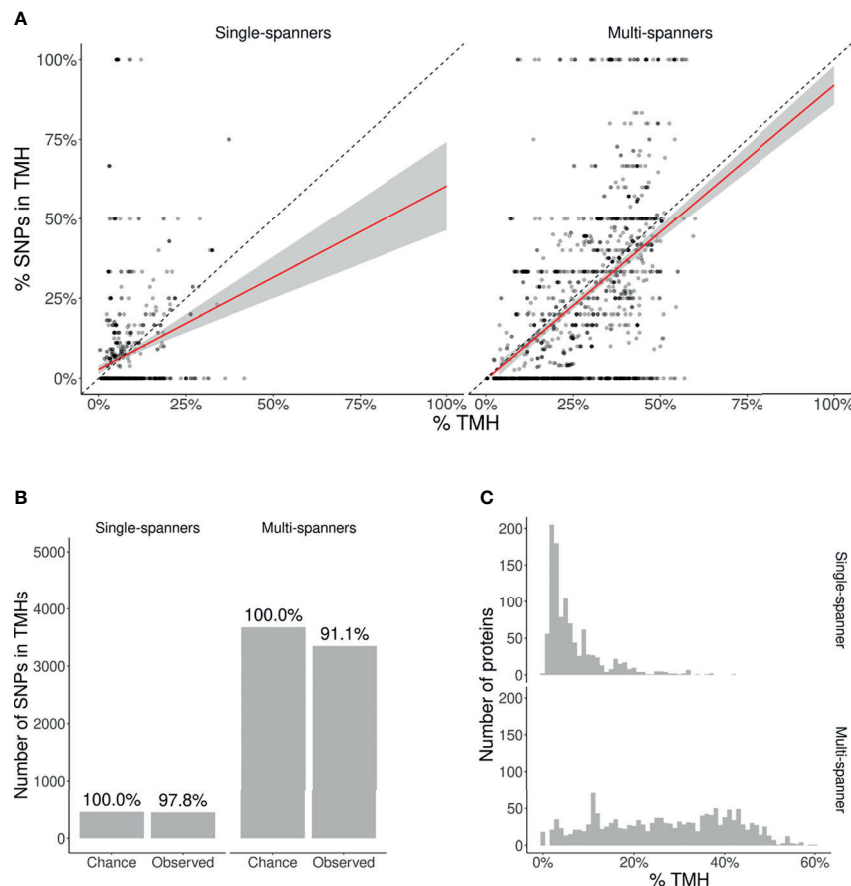 A
Single-spanners
Multi-spanners
% SNPs in TMH
100%
75%
50%
25%
0%
0% 25% 50% 75% 100%
0% 25% 50% 75% 100%
% TMH
B
Single-spanners
Multi-spanners
Number of SNPs in TMHs
5000
4000
3000
2000
1000
0
100.0%
97.8%
100.0%
91.1%
Chance Observed
Chance Observed
C
Number of proteins
200
150
100
50
0
Single-spanner
200
150
100
50
0
Multi-spanner
0% 20% 40% 60%
% TMH